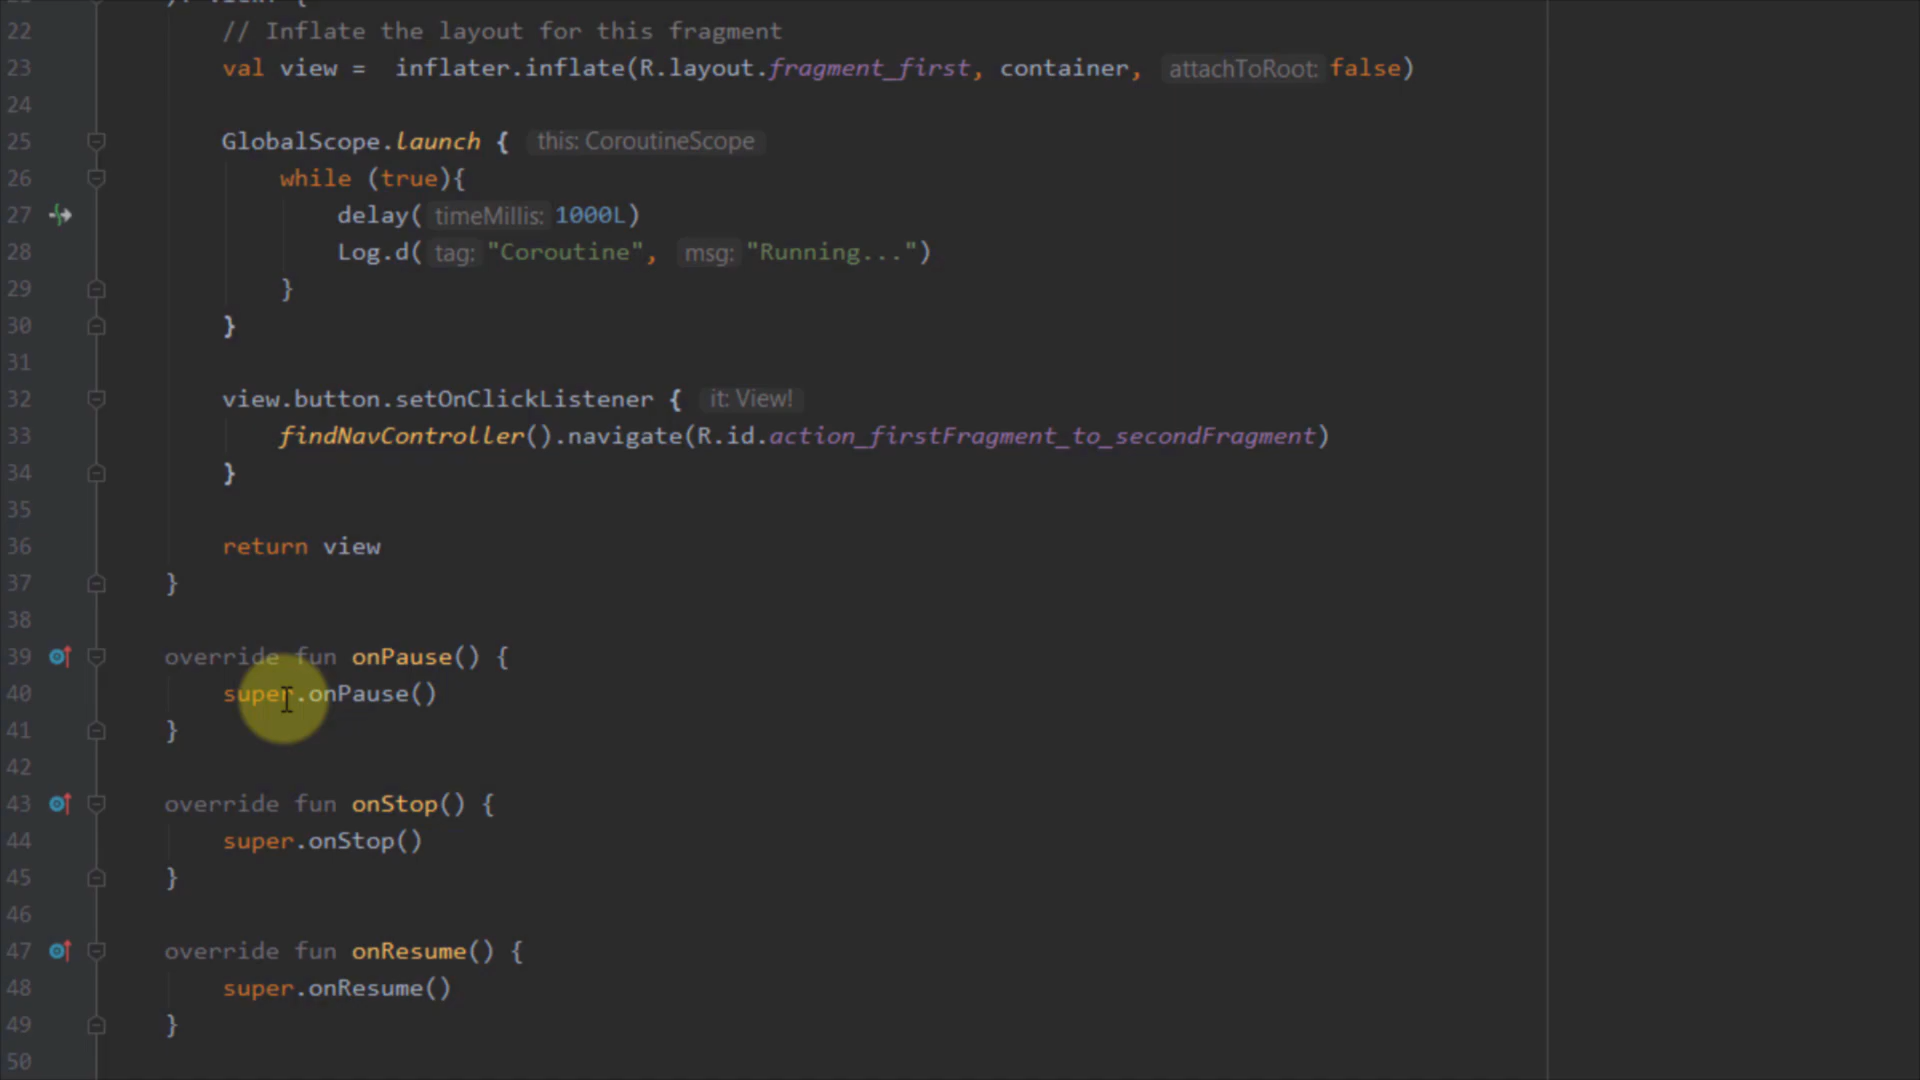 22 // Inflate the layout for this fragment
23 val view =  inflater.inflate(R.layout.fragment_first, container, attachToRoot: false)
24
25 GlobalScope.launch { this: CoroutineScope
26 while (true){
27 delay( timeMillis: 1000L)
28 Log.d( tag: "Coroutine", msg: "Running...")
29 }
30 }
31
32 view.button.setOnClickListener { it: View!
33 findNavController().navigate(R.id.action_firstFragment_to_secondFragment)
34 }
35
36 return view
37 }
38
39 override fun onPause() {
40 super.onPause()
41 }
42
43 override fun onStop() {
44 super.onStop()
45 }
46
47 override fun onResume() {
48 super.onResume()
49 }
50